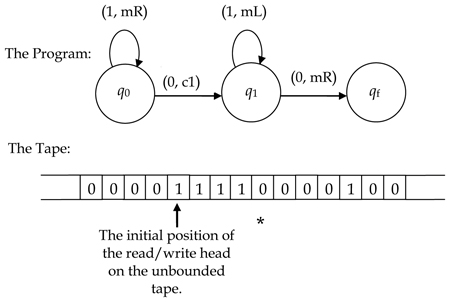 (1, mR) (1, mL)
The Program:
q0 (0, c1) q1 (0, mR) qf
The Tape:
0 0 0 0 1 1 1 1 0 0 0 0 1 0 0
*
The initial position of
the read/write head
on the unbounded
tape.